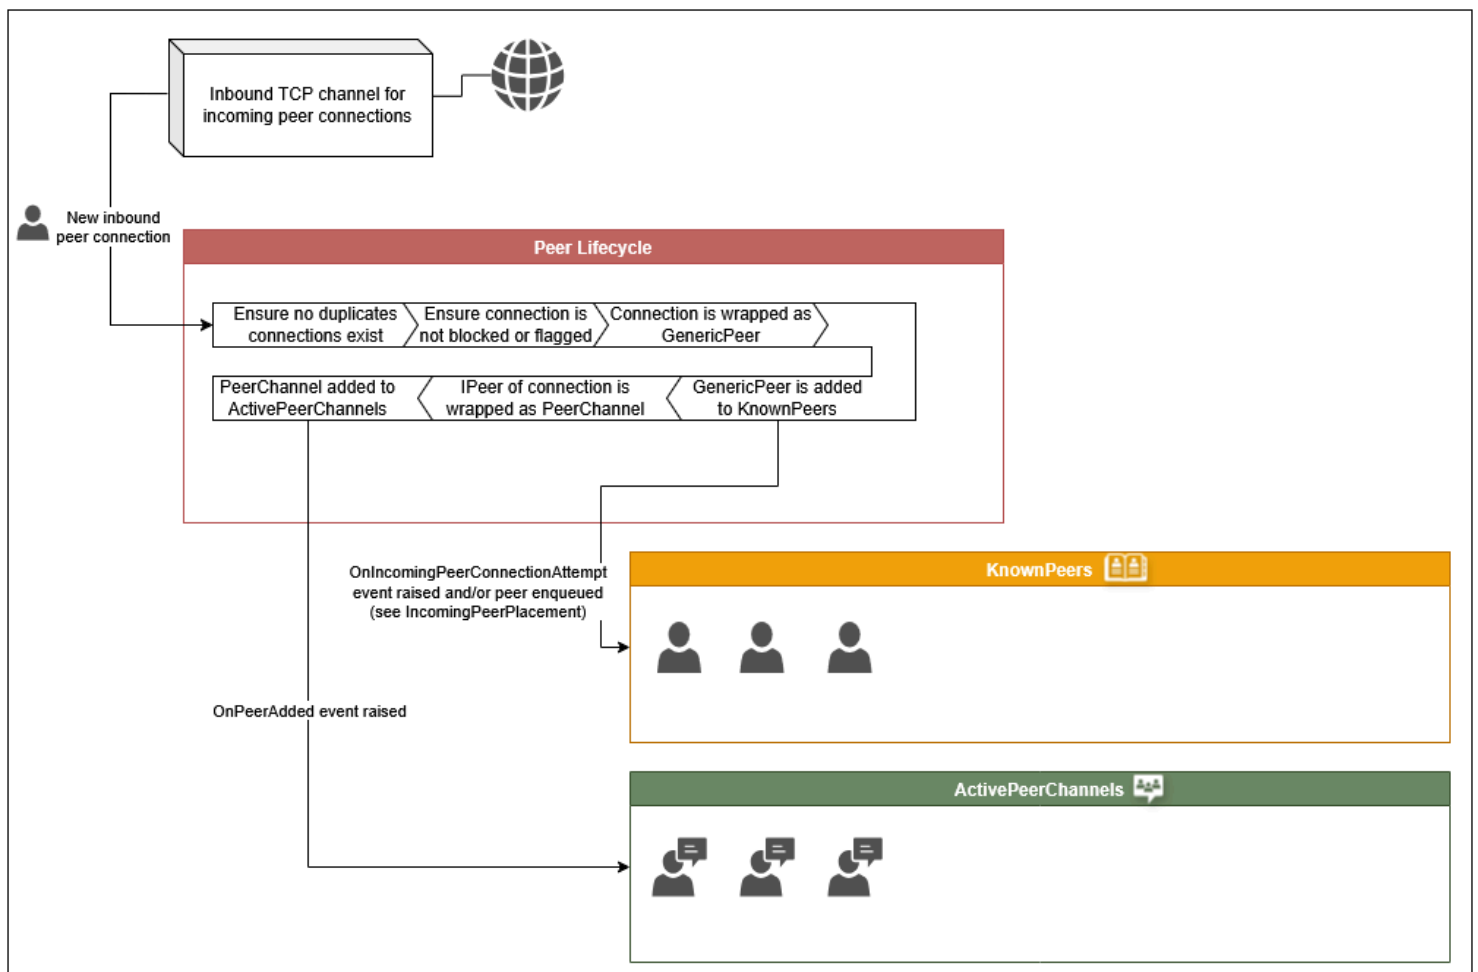 Inbound TCP channel for
incoming peer connections
New inbound
peer connection
Peer Lifecycle
Ensure no duplicates
connections exist
Ensure connection is
not blocked or flagged
Connection is wrapped as
GenericPeer
GenericPeer is added
to KnownPeers
IPeer of connection is
wrapped as PeerChannel
PeerChannel added to
ActivePeerChannels
OnIncomingPeerConnectionAttempt
event raised and/or peer enqueued
(see IncomingPeerPlacement)
KnownPeers
OnPeerAdded event raised
ActivePeerChannels